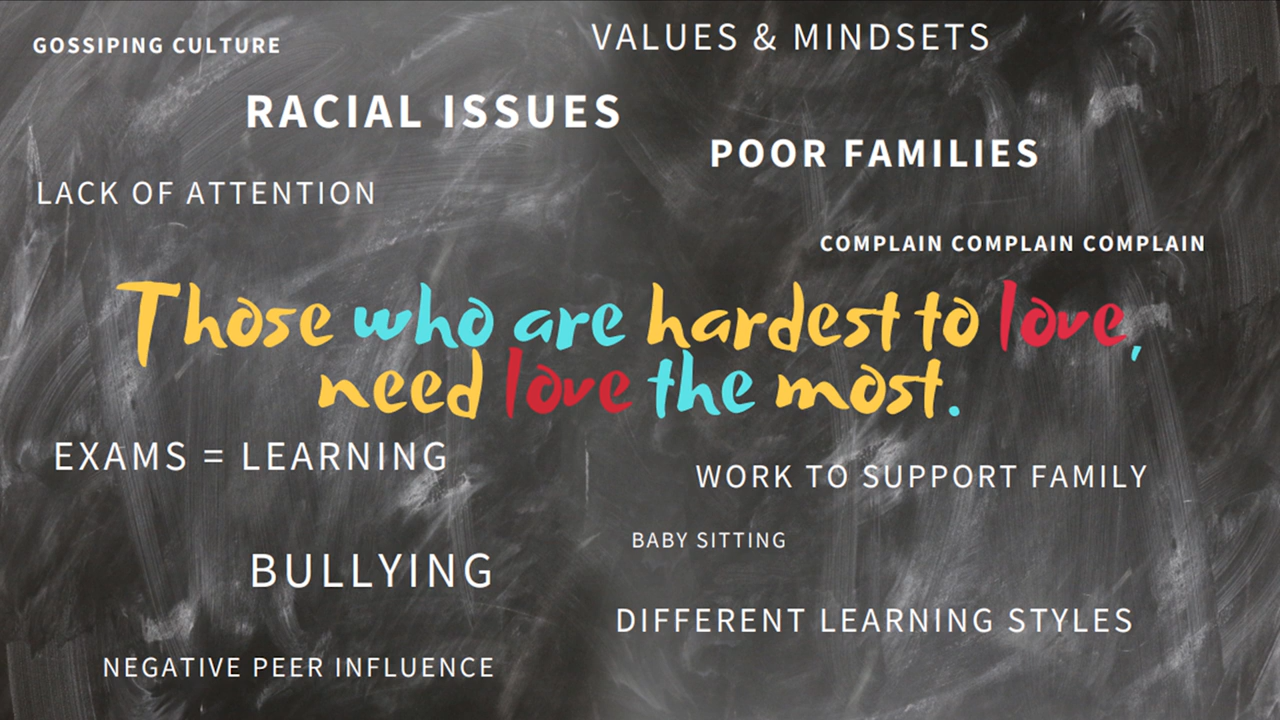 GOSSIPING CULTURE
VALUES & MINDSETS
RACIAL ISSUES
POOR FAMILIES
LACK OF ATTENTION
COMPLAIN COMPLAIN COMPLAIN
Those who are hardest to love,
need love the most.
EXAMS = LEARNING
WORK TO SUPPORT FAMILY
BABY SITTING
BULLYING
DIFFERENT LEARNING STYLES
NEGATIVE PEER INFLUENCE